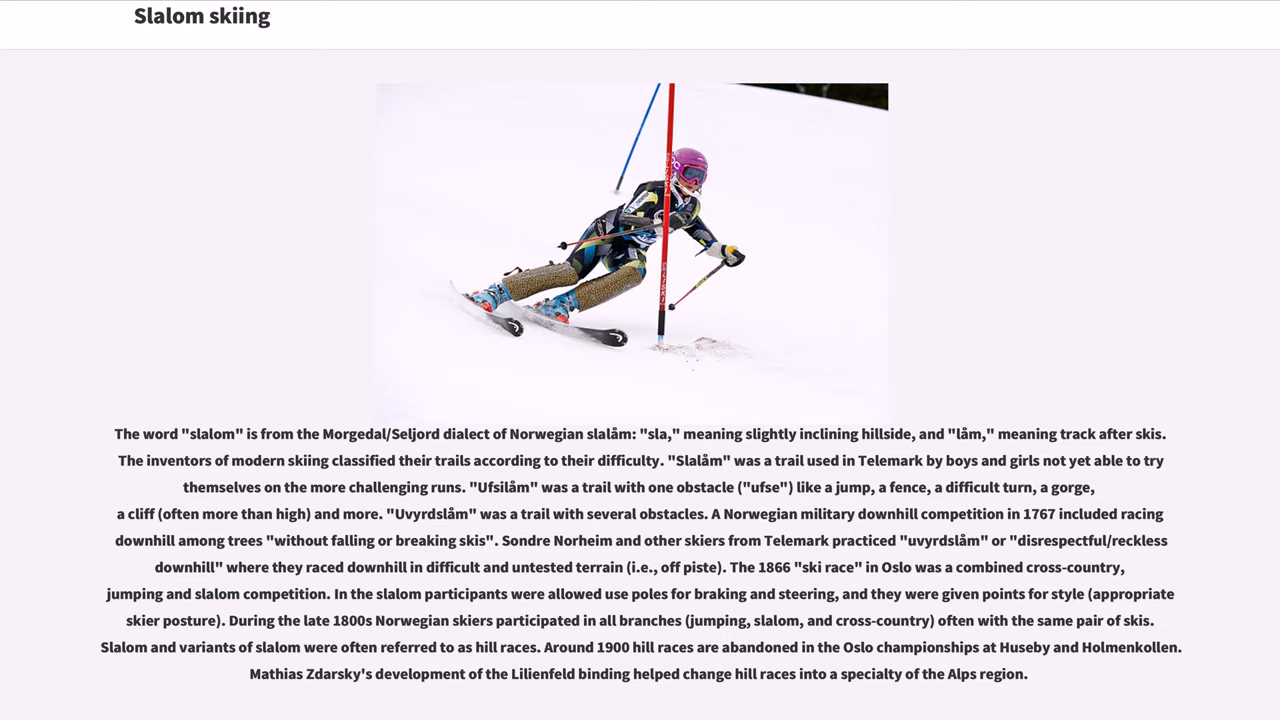 Slalom skiing
The word "slalom" is from the Morgedal/Seljord dialect of Norwegian slalåm: "sla," meaning slightly inclining hillside, and "låm," meaning track after skis.
The inventors of modern skiing classified their trails according to their difficulty. "Slalåm" was a trail used in Telemark by boys and girls not yet able to try
themselves on the more challenging runs. "Ufsilåm" was a trail with one obstacle ("ufse") like a jump, a fence, a difficult turn, a gorge,
a cliff (often more than high) and more. "Uvyrdslåm" was a trail with several obstacles. A Norwegian military downhill competition in 1767 included racing
downhill among trees "without falling or breaking skis". Sondre Norheim and other skiers from Telemark practiced "uvyrdslåm" or "disrespectful/reckless
downhill" where they raced downhill in difficult and untested terrain (i.e., off piste). The 1866 "ski race" in Oslo was a combined cross-country,
jumping and slalom competition. In the slalom participants were allowed use poles for braking and steering, and they were given points for style (appropriate
skier posture). During the late 1800s Norwegian skiers participated in all branches (jumping, slalom, and cross-country) often with the same pair of skis.
Slalom and variants of slalom were often referred to as hill races. Around 1900 hill races are abandoned in the Oslo championships at Huseby and Holmenkollen.
Mathias Zdarsky's development of the Lilienfeld binding helped change hill races into a specialty of the Alps region.